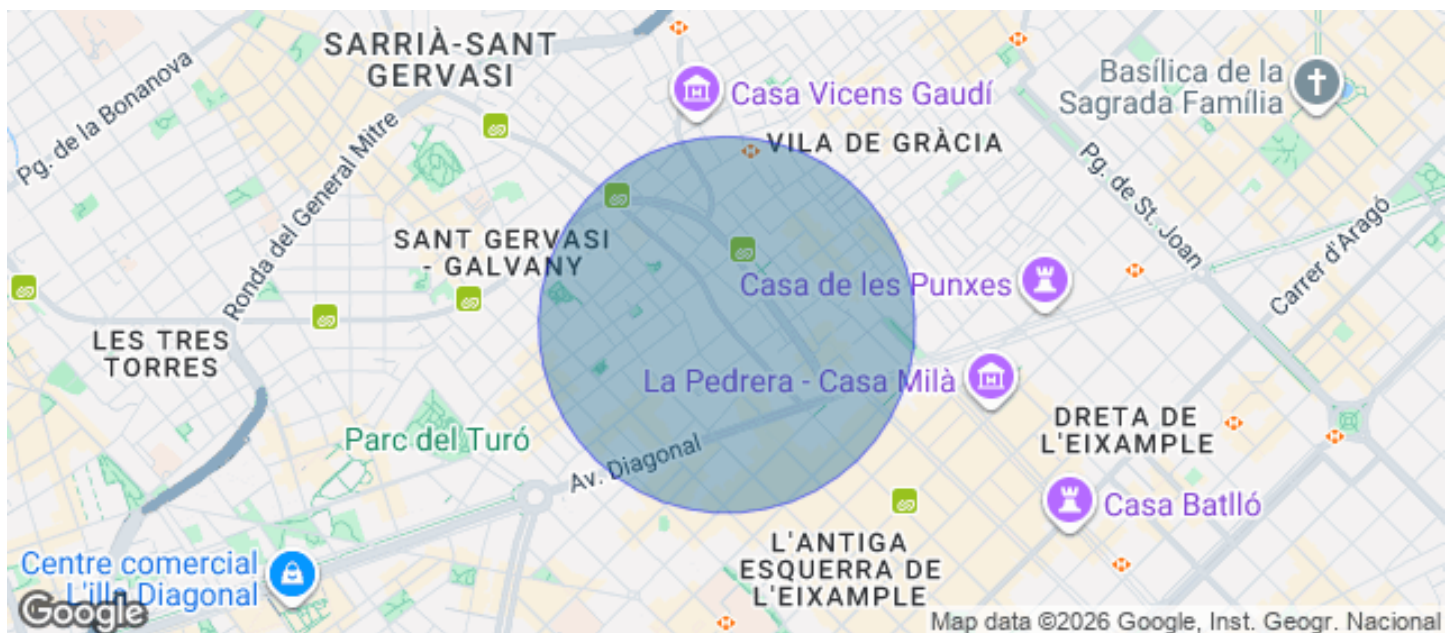 SARRIÀ-SANT
GERVASI
Pg. de la Bonanova
Casa Vicens Gaudí
Basílica de la
Sagrada Família
VILA DE GRÀCIA
Ronda del General Mitre
Pg. de St. Joan
SANT GERVASI
- GALVANY
Carrer d'Aragó
Casa de les Punxes
LES TRES
TORRES
La Pedrera - Casa Milà
DRETA DE
L'EIXAMPLE
Parc del Turó
Av. Diagonal
Casa Batlló
L'ANTIGA
ESQUERRA DE
L'EIXAMPLE
Centre comercial
L'illa Diagonal
Google
Map data ©2026 Google, Inst. Geogr. Nacional